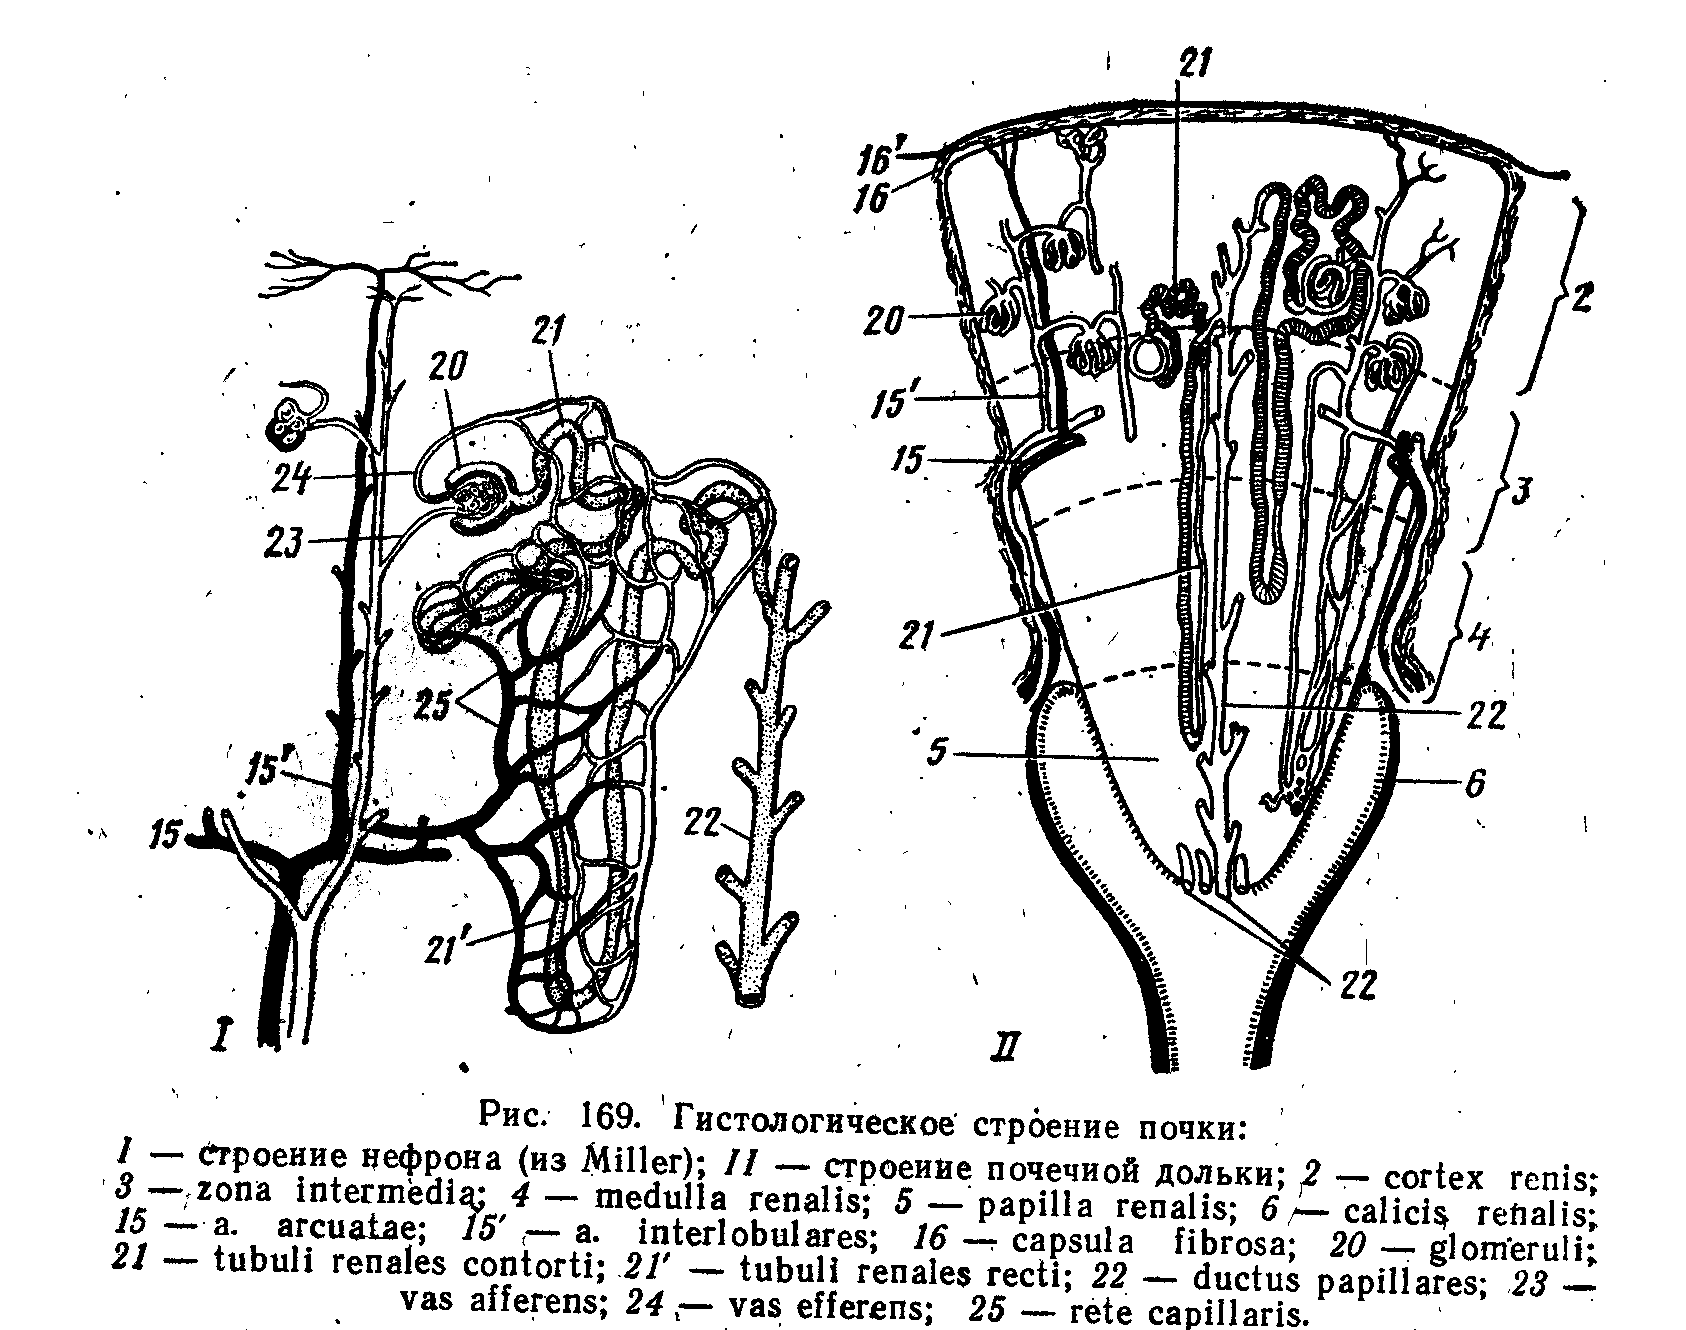 21
16'
16
2
20
21
20
15'
24
15
3
23
21
4
25
22
5
6
15'
15
22
21'
22
I
II
Рис. 169. Гистологическое строение почки:
I — строение нефрона (из Miller); II — строение почечной дольки; 2 — cortex renis;
3 — zona intermedia; 4 — medulla renalis; 5 — papilla renalis; 6 — calicis renalis;
15 — a. arcuatae; 15' — a. interlobulares; 16 — capsula fibrosa; 20 — glomeruli;
21 — tubuli renales contorti; 21' — tubuli renales recti; 22 — ductus papillares; 23 —
vas afferens; 24 — vas efferens; 25 — rete capillaris.